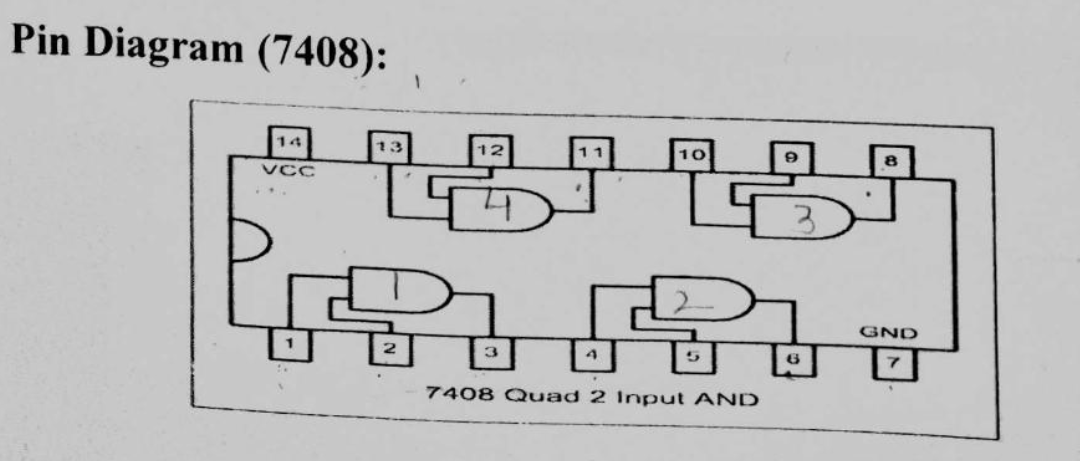 Pin Diagram (7408):
14 13 12 11 10 9 8
VCC
4 3
1 2
GND
1 2 3 4 5 6 7
7408 Quad 2 Input AND